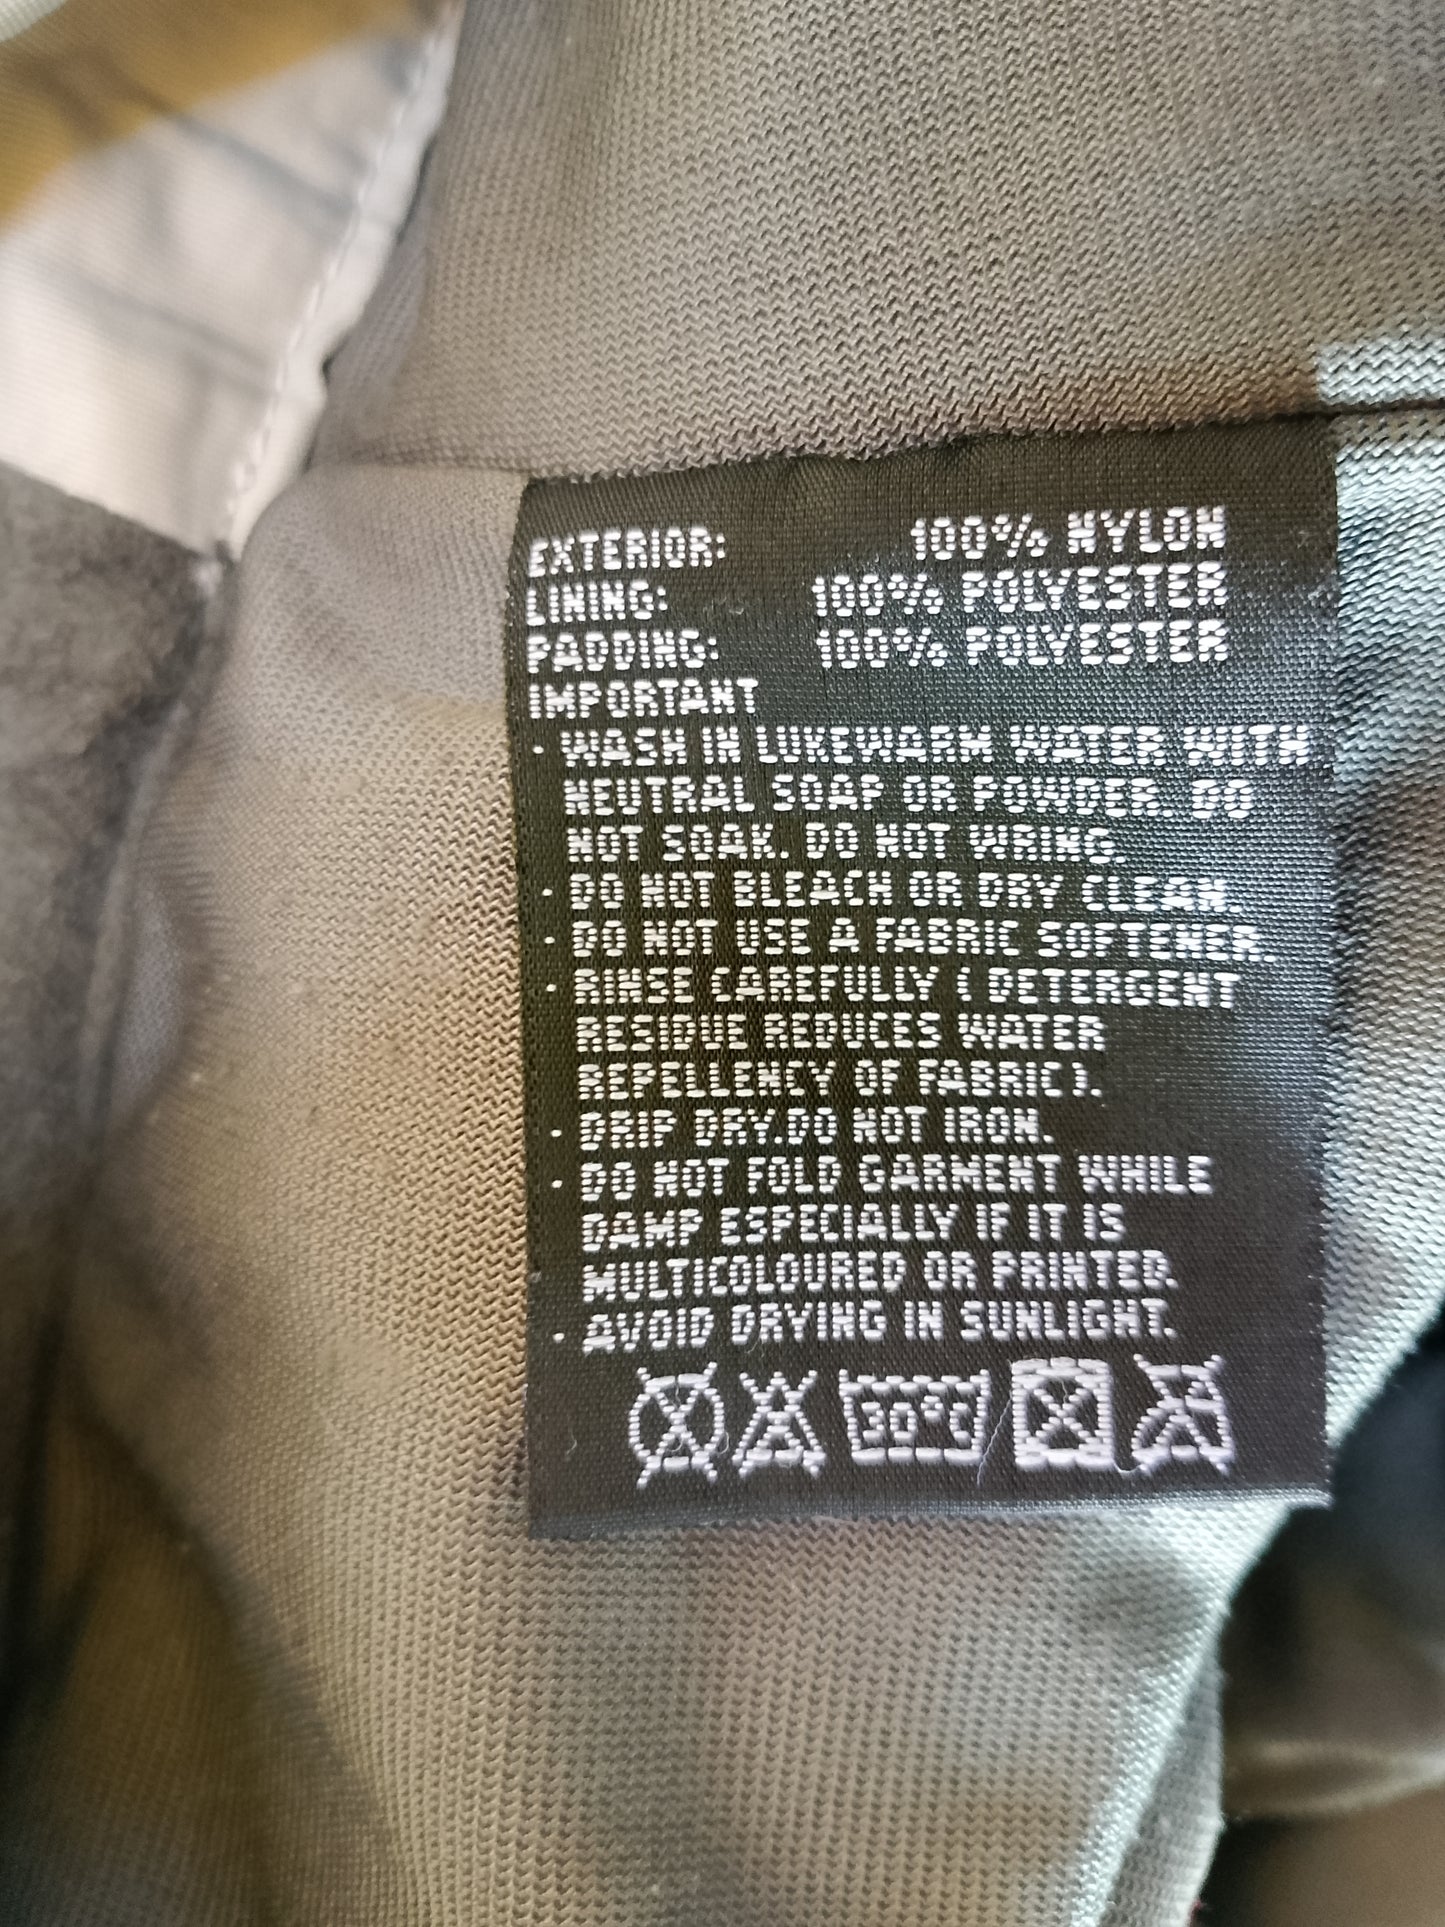 EXTERIOR: 100% NYLON
LINING: 100% POLYESTER
PADDING: 100% POLYESTER
IMPORTANT
· WASH IN LUKEWARM WATER WITH
NEUTRAL SOAP OR POWDER. DO
NOT SOAK. DO NOT WRING.
· DO NOT BLEACH OR DRY CLEAN.
· DO NOT USE A FABRIC SOFTENER.
· RINSE CAREFULLY ( DETERGENT
RESIDUE REDUCES WATER
REPELLENCY OF FABRIC ).
· DRIP DRY.DO NOT IRON.
· DO NOT FOLD GARMENT WHILE
DAMP ESPECIALLY IF IT IS
MULTICOLOURED OR PRINTED.
· AVOID DRYING IN SUNLIGHT.
30°C